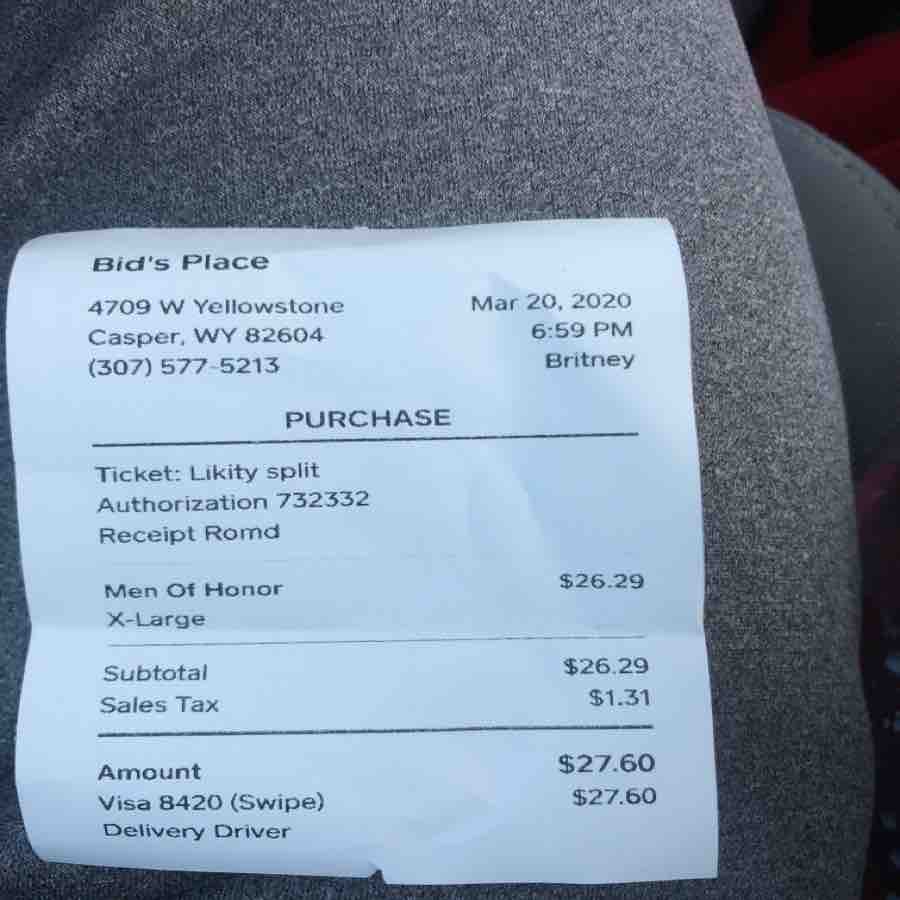 Bid's Place
4709 W Yellowstone
Casper, WY 82604
(307) 577-5213
Mar 20, 2020
6:59 PM
Britney
PURCHASE
Ticket: Likity split
Authorization 732332
Receipt Romd
Men Of Honor $26.29
X-Large
Subtotal $26.29
Sales Tax $1.31
Amount $27.60
Visa 8420 (Swipe) $27.60
Delivery Driver